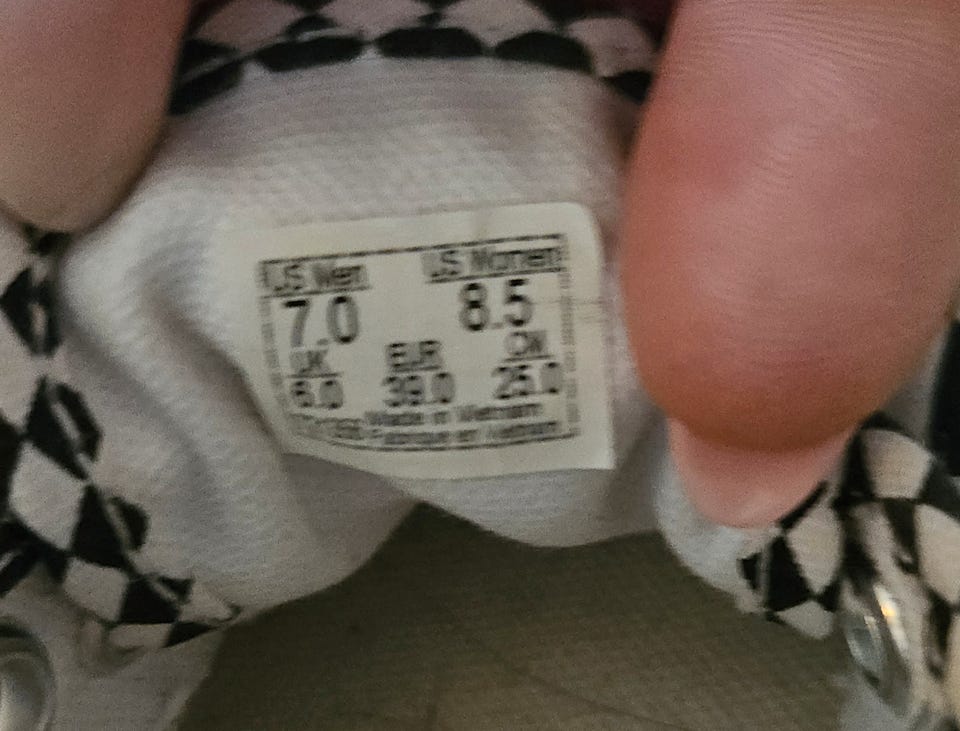 US Men US Women
7.0 8.5
UK EUR CM
6.0 39.0 25.0
Made in Vietnam
Fabriqué en Vietnam